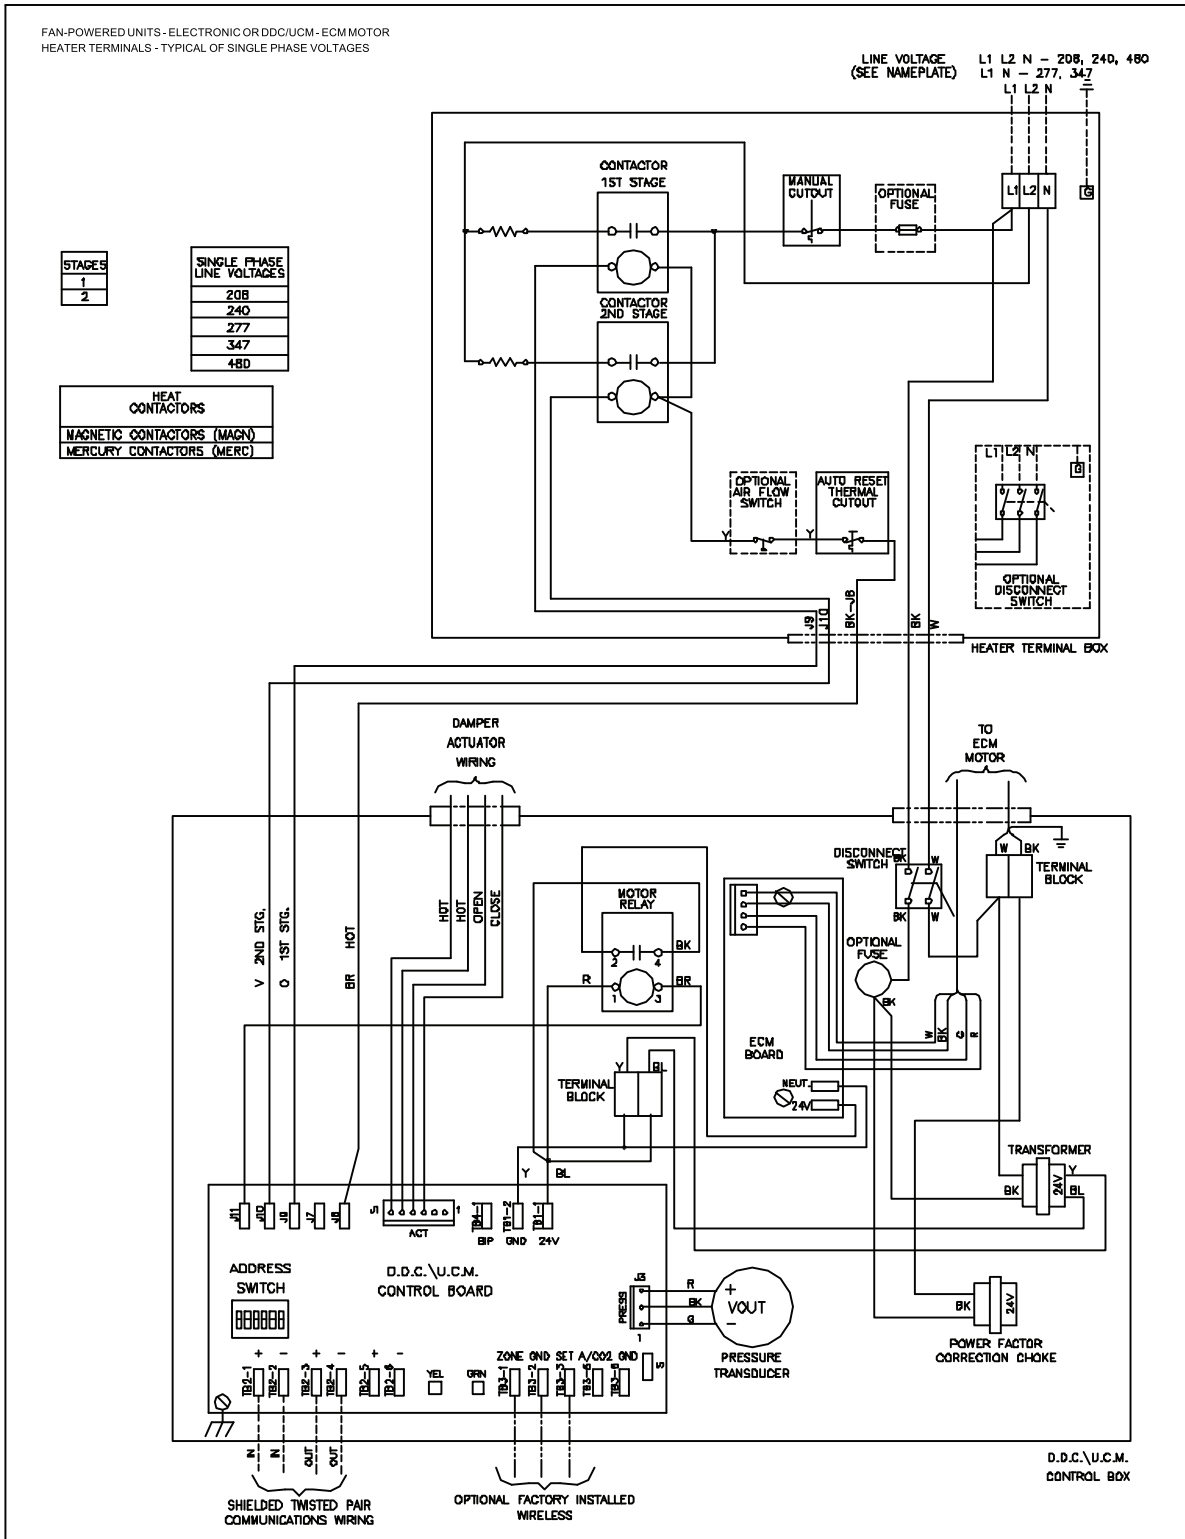 FAN-POWERED UNITS - ELECTRONIC OR DDC/UCM - ECM MOTOR
HEATER TERMINALS - TYPICAL OF SINGLE PHASE VOLTAGES
LINE VOLTAGE
(SEE NAMEPLATE)
L1 L2 N - 208, 240, 480
L1 N - 277, 347
L1 L2 N
CONTACTOR
1ST STAGE
MANUAL
CUTOUT
OPTIONAL
FUSE
L1 L2 N
G
STAGES
1
2
SINGLE PHASE
LINE VOLTAGES
208
240
277
347
480
CONTACTOR
2ND STAGE
HEAT
CONTACTORS
MAGNETIC CONTACTORS (MAGN)
MERCURY CONTACTORS (MERC)
L1 L2 N
G
OPTIONAL
AIR FLOW
SWITCH
AUTO RESET
THERMAL
CUTOUT
Y
Y
OPTIONAL
DISCONNECT
SWITCH
J9
J10
BK-J8
BK
W
HEATER TERMINAL BOX
DAMPER
ACTUATOR
WIRING
TO
ECM
MOTOR
DISCONNECT
SWITCH
BK
W
W
BK
TERMINAL
BLOCK
V 2ND STG.
O 1ST STG.
BR HOT
HOT
HOT
OPEN
CLOSE
MOTOR
RELAY
2
4
BK
R
1
3
BR
BK
W
OPTIONAL
FUSE
BK
W
BK
G
R
ECM
BOARD
NEUT.
24V
Y
BL
TERMINAL
BLOCK
Y
BL
TRANSFORMER
BK
24V
Y
BL
J11
J10
J9
J7
J8
J1
1
ACT
TB4-1
BIP
TB1-2
GND
TB1-1
24V
ADDRESS
SWITCH
D.D.C.\U.C.M.
CONTROL BOARD
J3
PRESS
1
R
BK
G
+
VOUT
-
PRESSURE
TRANSDUCER
BK
24V
POWER FACTOR
CORRECTION CHOKE
+ - + - + -
TB2-1
TB2-2
TB2-3
TB2-4
TB2-5
TB2-6
YEL
GRN
ZONE GND SET A/CO2 GND
TB3-1
TB3-2
TB3-3
TB3-5
TB3-6
IN
IN
OUT
OUT
D.D.C.\U.C.M.
CONTROL BOX
SHIELDED TWISTED PAIR
COMMUNICATIONS WIRING
OPTIONAL FACTORY INSTALLED
WIRELESS